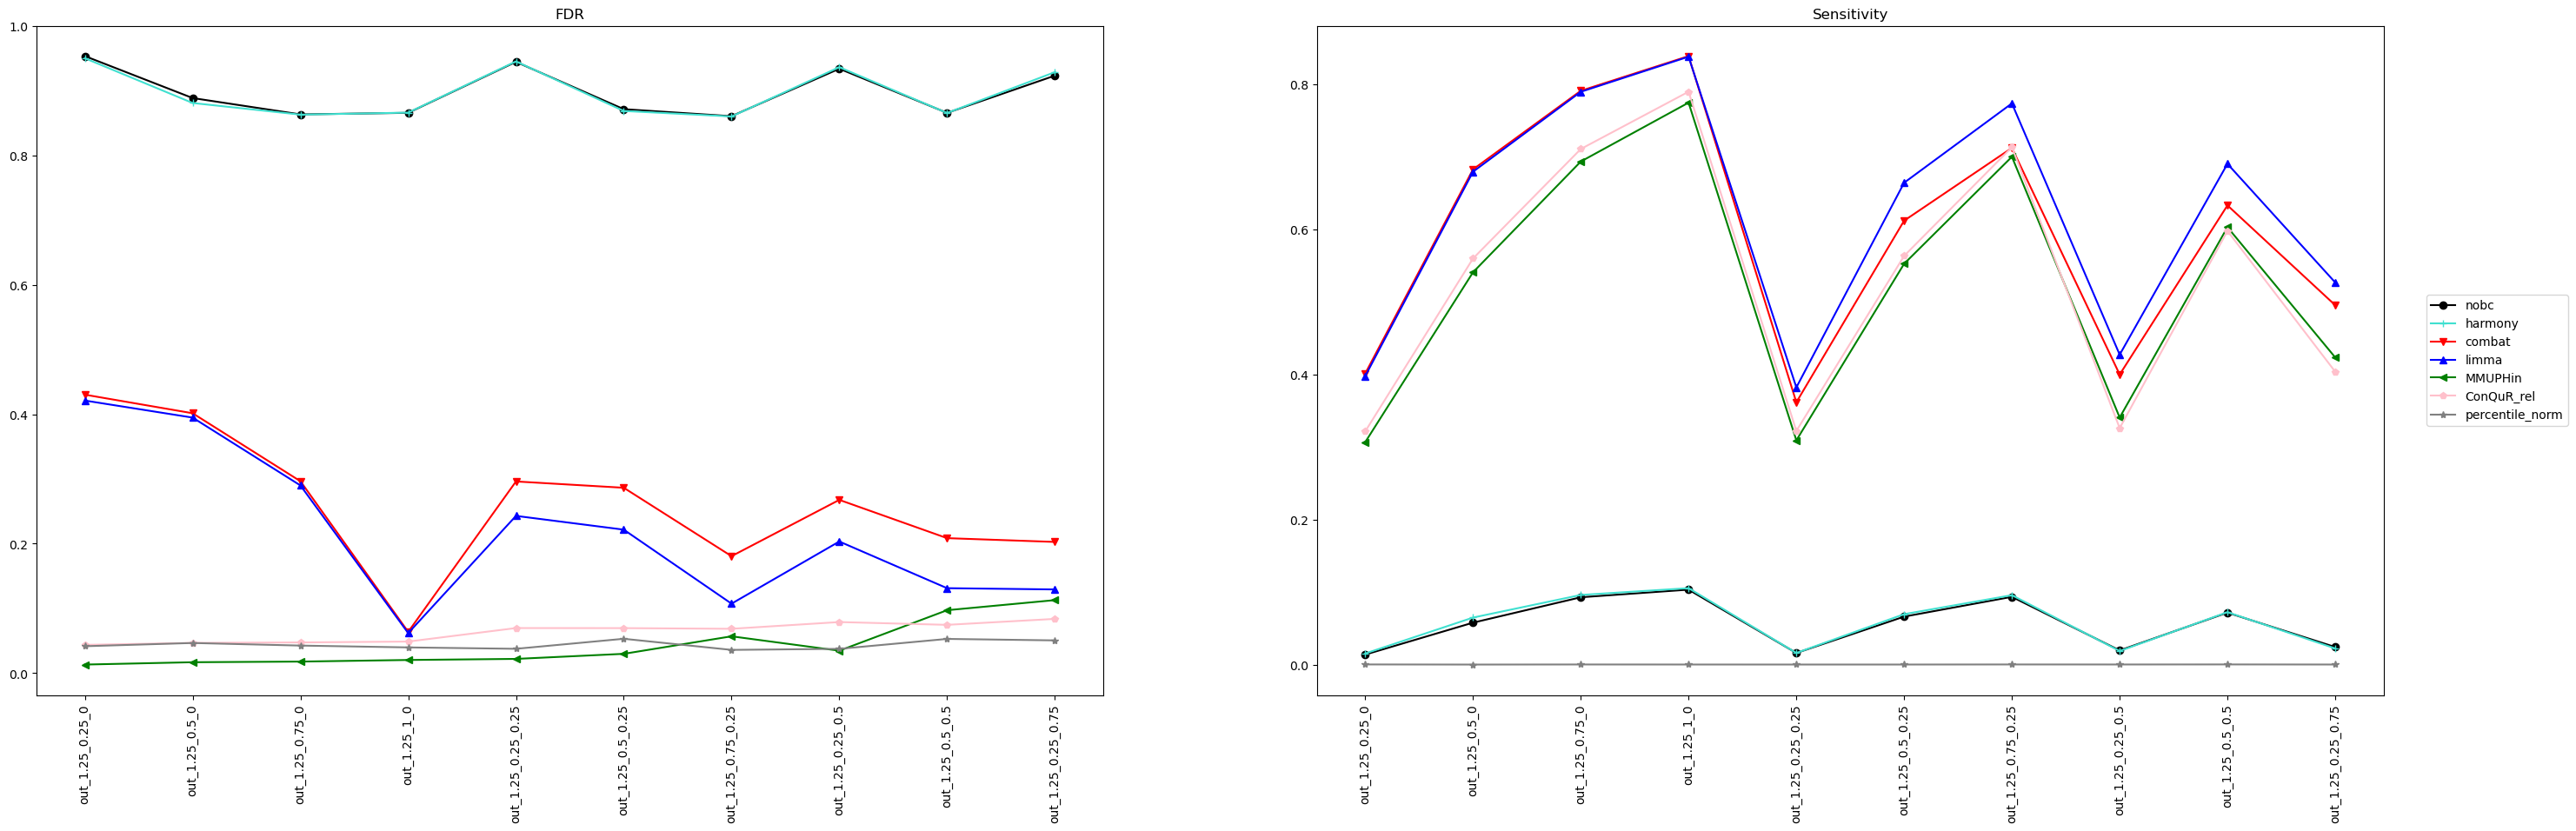 FDR
1.0
0.8
0.6
0.4
0.2
0.0
out_1.25_0.25_0
out_1.25_0.5_0
out_1.25_0.75_0
out_1.25_1_0
out_1.25_0.25_0.25
out_1.25_0.5_0.25
out_1.25_0.75_0.25
out_1.25_0.25_0.5
out_1.25_0.5_0.5
out_1.25_0.25_0.75
Sensitivity
0.8
0.6
0.4
0.2
0.0
out_1.25_0.25_0
out_1.25_0.5_0
out_1.25_0.75_0
out_1.25_1_0
out_1.25_0.25_0.25
out_1.25_0.5_0.25
out_1.25_0.75_0.25
out_1.25_0.25_0.5
out_1.25_0.5_0.5
out_1.25_0.25_0.75
nobc
harmony
combat
limma
MMUPHin
ConQuR_rel
percentile_norm